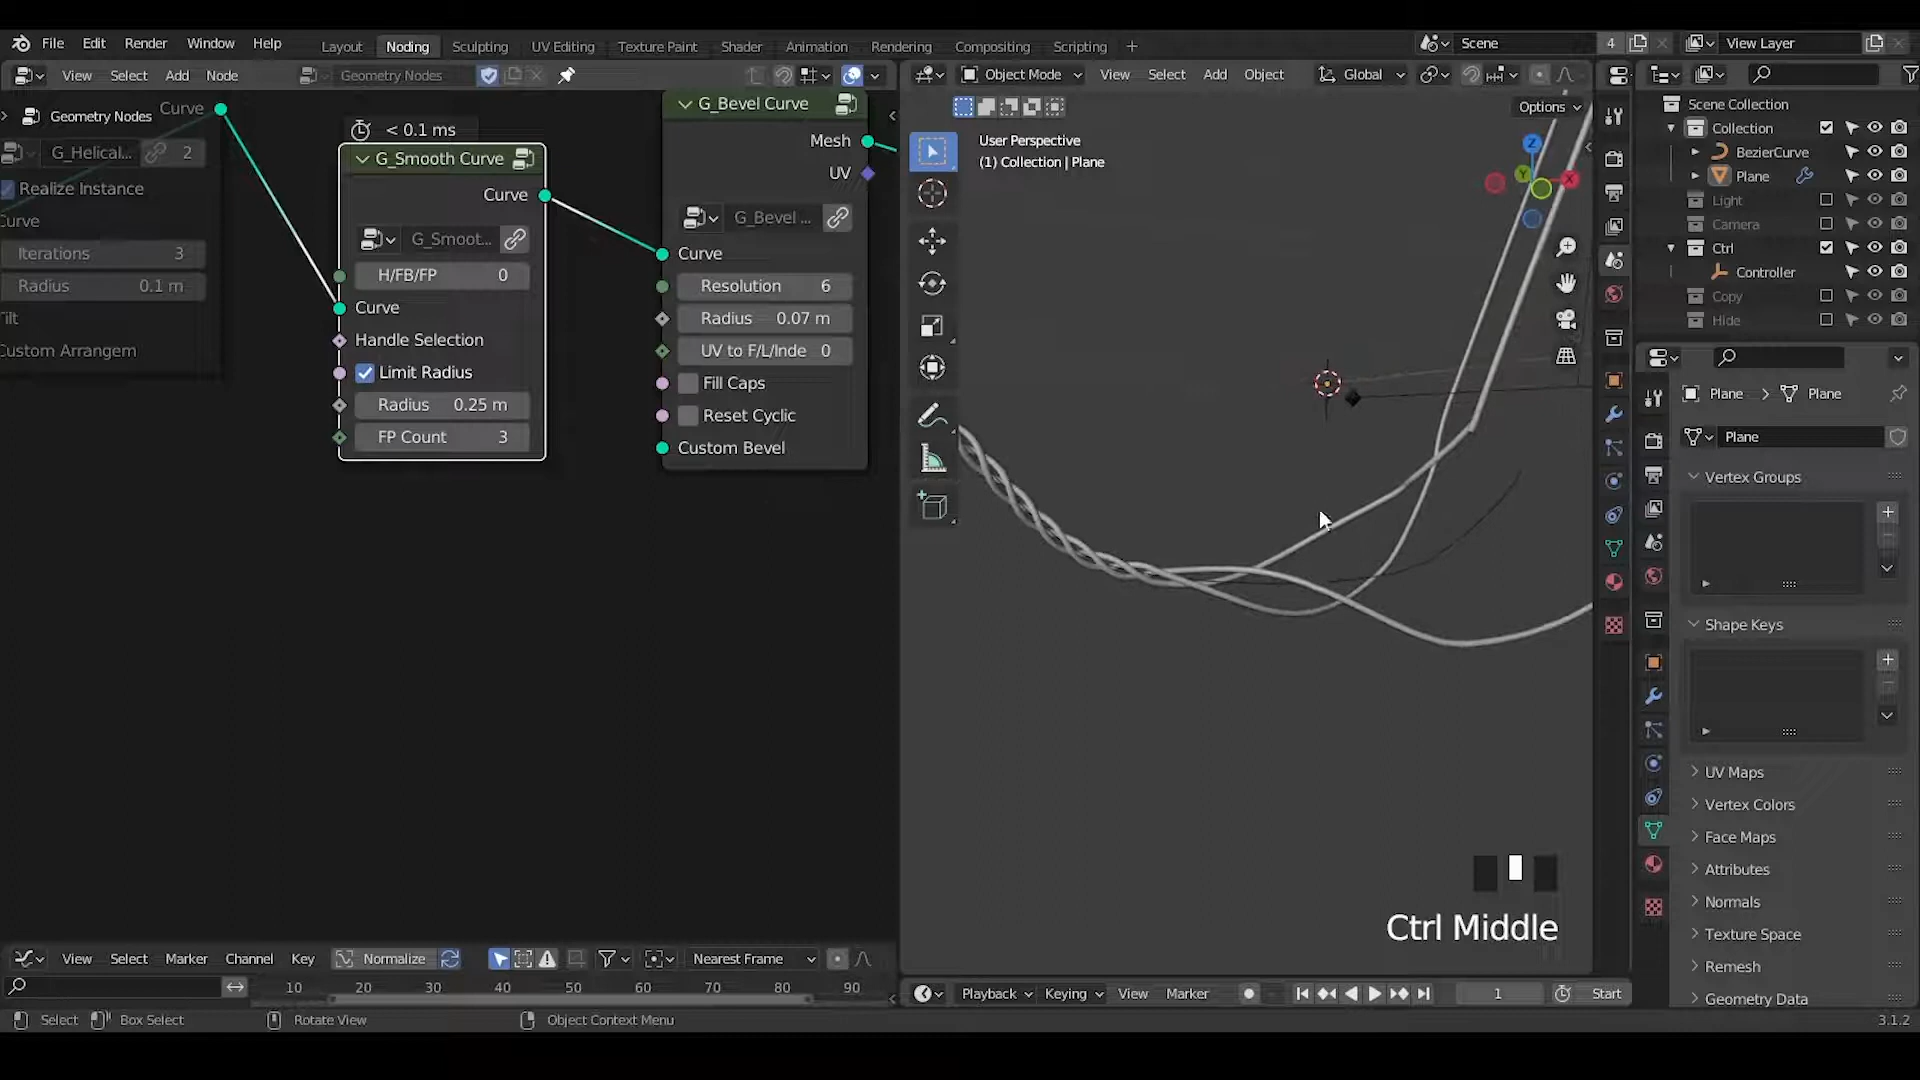 File Edit Render Window Help
Layout Noding Sculpting UV Editing Texture Paint Shader Animation Rendering Compositing Scripting +
Scene 4 View Layer
View Select Add Node Geometry Nodes
Object Mode View Select Add Object Global
Options
Geometry Nodes
Curve
G_Helical... 2
Realize Instance
Curve
Iterations 3
Radius 0.1 m
Tilt
Custom Arrangem
< 0.1 ms
G_Smooth Curve
Curve
G_Smoot...
H/FB/FP 0
Curve
Handle Selection
Limit Radius
Radius 0.25 m
FP Count 3
G_Bevel Curve
Mesh
UV
G_Bevel ...
Curve
Resolution 6
Radius 0.07 m
UV to F/L/Inde 0
Fill Caps
Reset Cyclic
Custom Bevel
User Perspective
(1) Collection | Plane
Z
Y
X
Ctrl Middle
Scene Collection
Collection
BezierCurve
Plane
Light
Camera
Ctrl
Controller
Copy
Hide
Plane > Plane
Plane
Vertex Groups
Shape Keys
UV Maps
Vertex Colors
Face Maps
Attributes
Normals
Texture Space
Remesh
Geometry Data
View Select Marker Channel Key Normalize Nearest Frame
10 20 30 40 50 60 70 80 90
Playback Keying View Marker 1 Start
Select Box Select Rotate View Object Context Menu
3.1.2